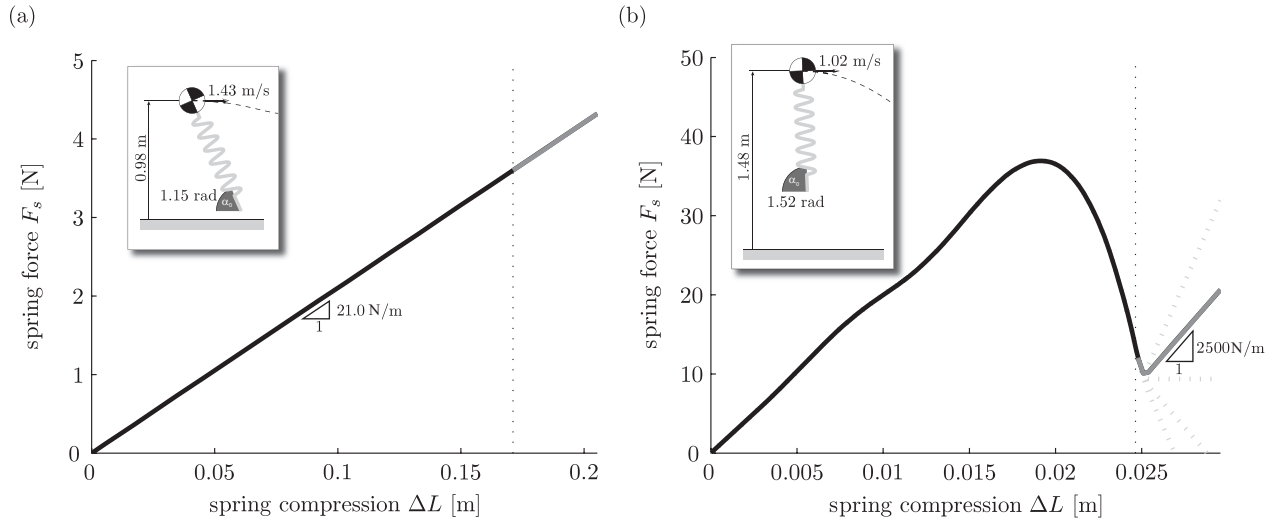 (a)
5
4
3
2
1
0
spring force F_s [N]
0
0.05
0.1
0.15
0.2
spring compression ΔL [m]
1.43 m/s
0.98 m
1.15 rad
α₀
21.0 N/m
1
(b)
50
40
30
20
10
0
spring force F_s [N]
0
0.005
0.01
0.015
0.02
0.025
spring compression ΔL [m]
1.02 m/s
1.48 m
α₀
1.52 rad
2500N/m
1